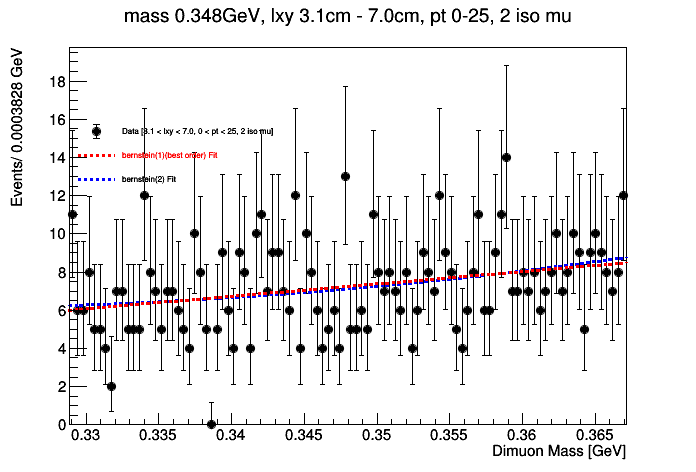 mass 0.348GeV, lxy 3.1cm - 7.0cm, pt 0-25, 2 iso mu
Events/ 0.0003828 GeV
18
16
Data [3.1 < lxy < 7.0, 0 < pt < 25, 2 iso mu]
14
bernstein(1)(best order) Fit
bernstein(2) Fit
12
10
8
6
4
2
0
0.33 0.335 0.34 0.345 0.35 0.355 0.36 0.365
Dimuon Mass [GeV]